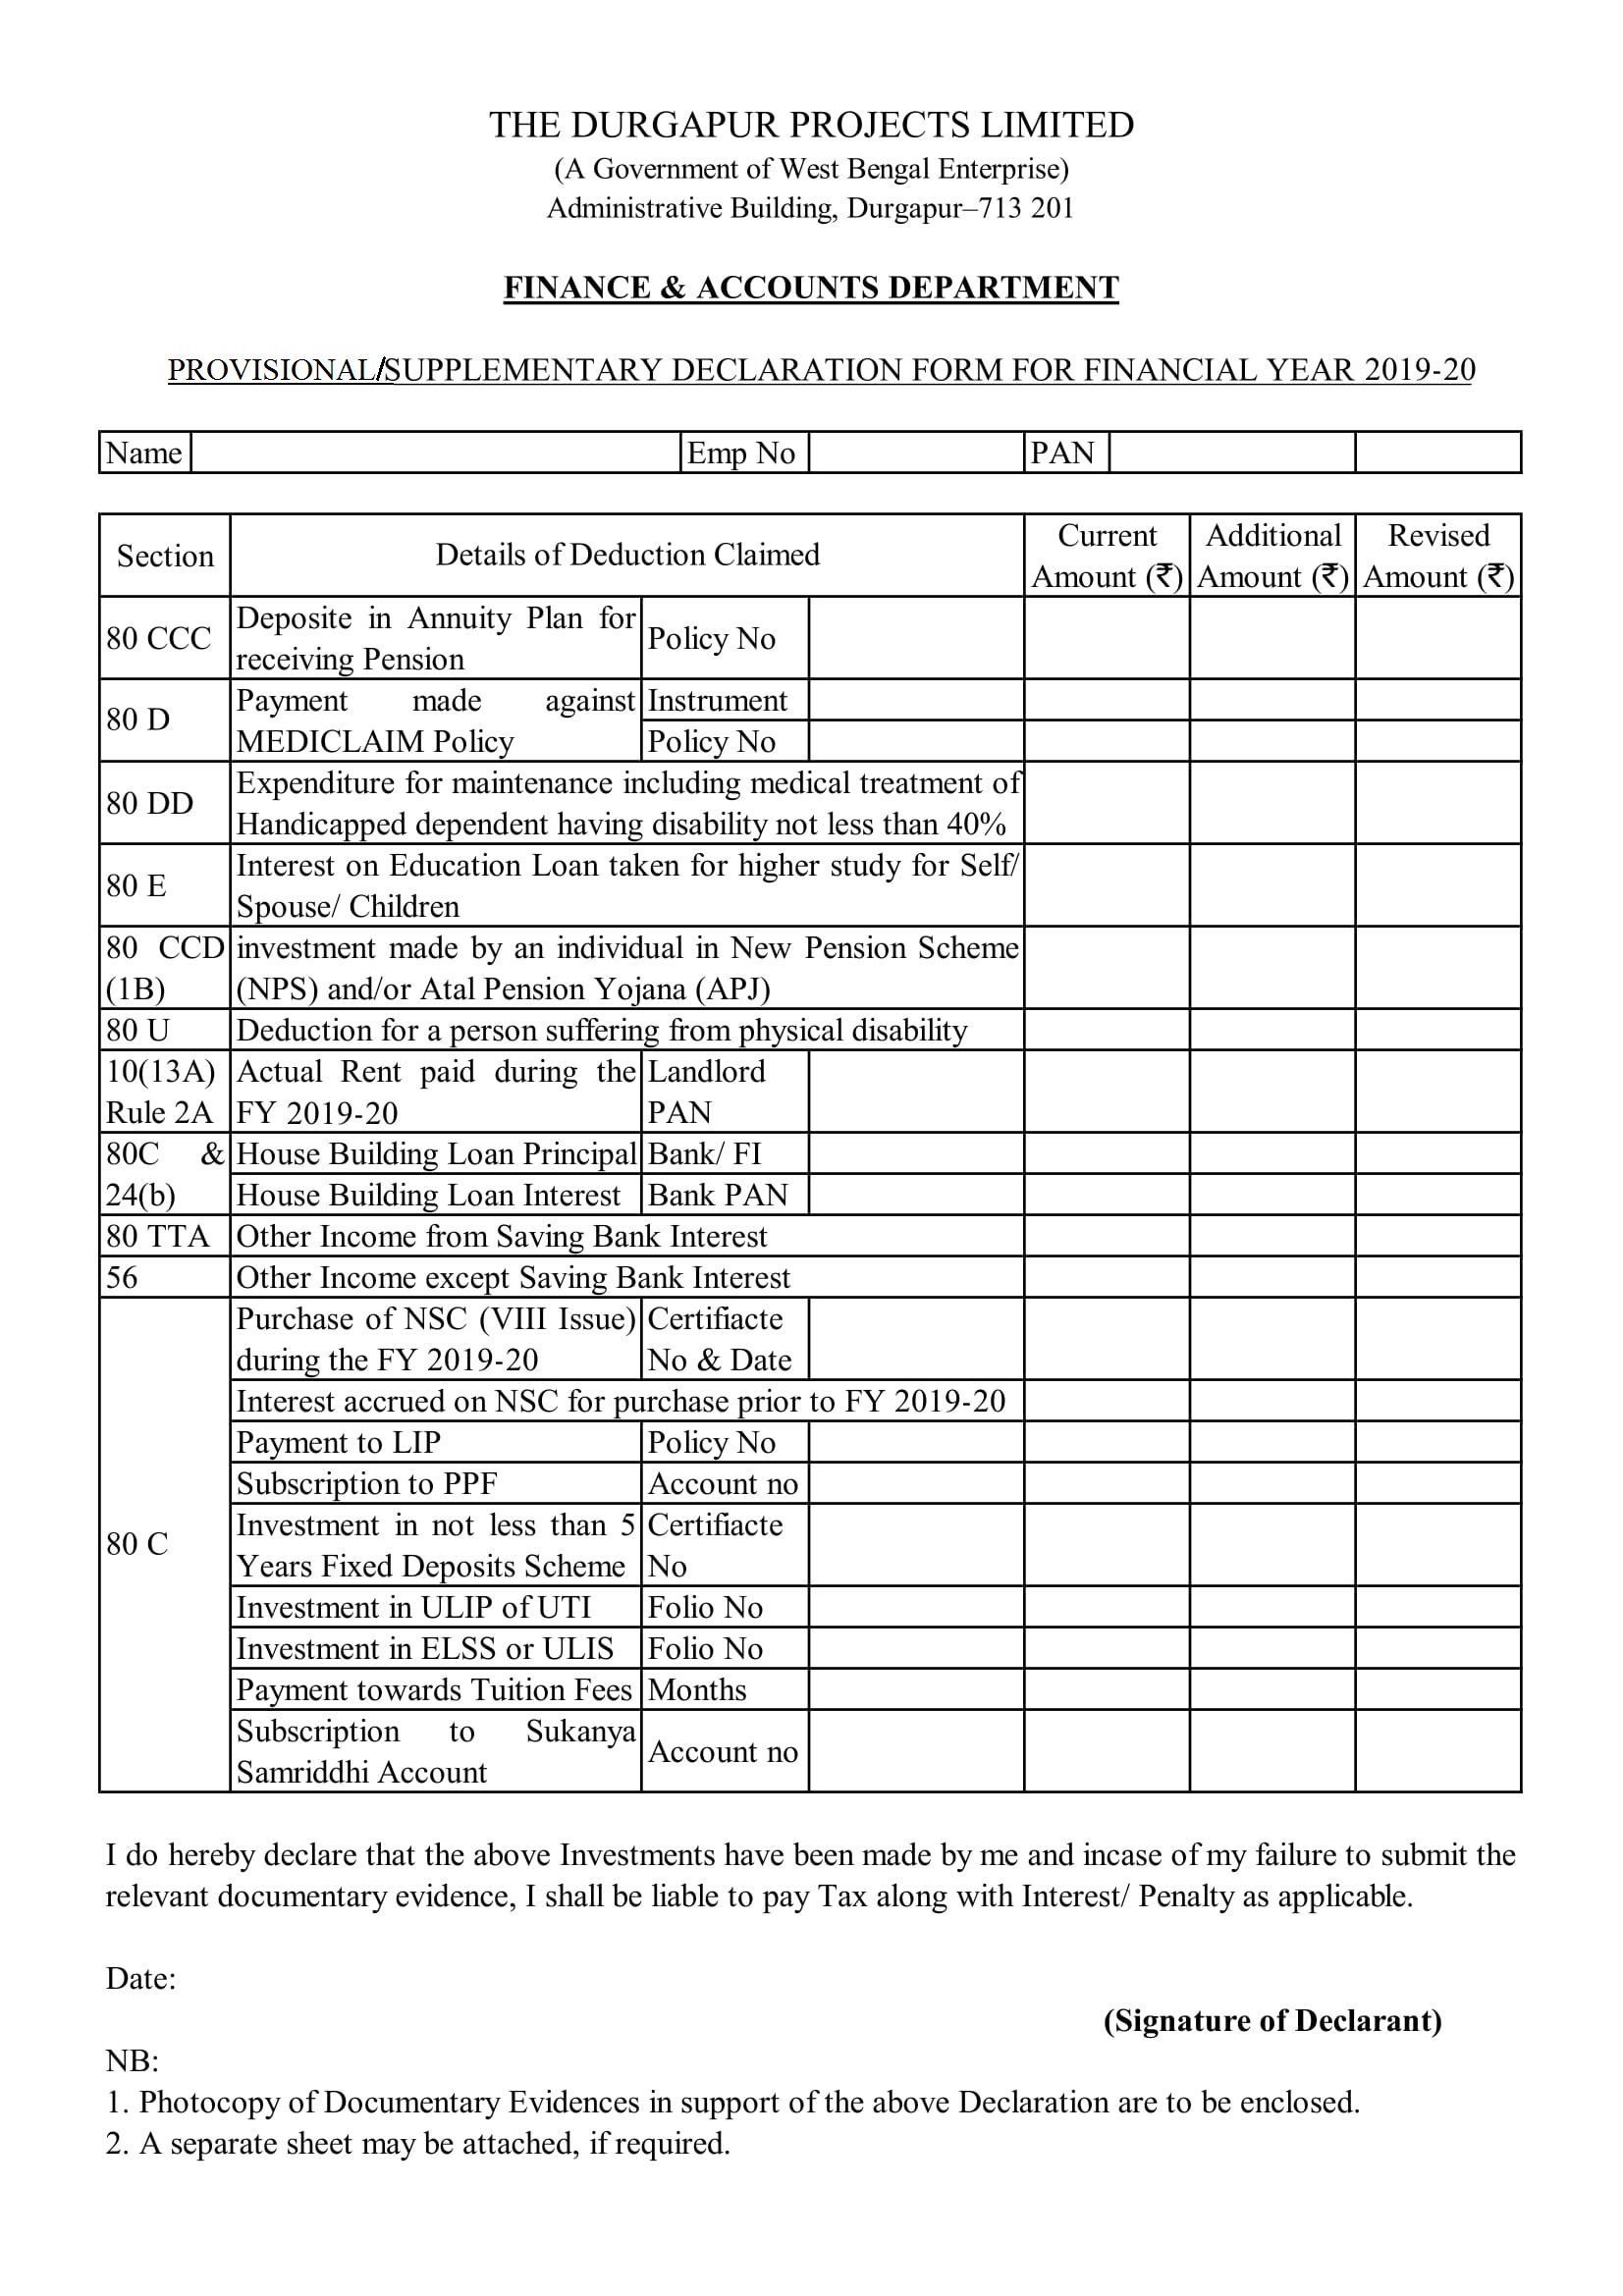 THE DURGAPUR PROJECTS LIMITED
(A Government of West Bengal Enterprise)
Administrative Building, Durgapur–713 201
FINANCE & ACCOUNTS DEPARTMENT
PROVISIONAL/SUPPLEMENTARY DECLARATION FORM FOR FINANCIAL YEAR 2019-20
Name Emp No PAN
Section Details of Deduction Claimed Current Amount (₹) Additional Amount (₹) Revised Amount (₹)
80 CCC Deposite in Annuity Plan for
receiving Pension Policy No
80 D Payment made against Instrument
MEDICLAIM Policy Policy No
80 DD Expenditure for maintenance including medical treatment of
Handicapped dependent having disability not less than 40%
80 E Interest on Education Loan taken for higher study for Self/
Spouse/ Children
80 CCD investment made by an individual in New Pension Scheme
(1B) (NPS) and/or Atal Pension Yojana (APJ)
80 U Deduction for a person suffering from physical disability
10(13A) Actual Rent paid during the Landlord
Rule 2A FY 2019-20 PAN
80C & House Building Loan Principal Bank/ FI
24(b) House Building Loan Interest Bank PAN
80 TTA Other Income from Saving Bank Interest
56 Other Income except Saving Bank Interest
80 C Purchase of NSC (VIII Issue) Certifiacte
during the FY 2019-20 No & Date
Interest accrued on NSC for purchase prior to FY 2019-20
Payment to LIP Policy No
Subscription to PPF Account no
Investment in not less than 5 Certifiacte
Years Fixed Deposits Scheme No
Investment in ULIP of UTI Folio No
Investment in ELSS or ULIS Folio No
Payment towards Tuition Fees Months
Subscription to Sukanya
Samriddhi Account Account no
I do hereby declare that the above Investments have been made by me and incase of my failure to submit the
relevant documentary evidence, I shall be liable to pay Tax along with Interest/ Penalty as applicable.
Date:
(Signature of Declarant)
NB:
1. Photocopy of Documentary Evidences in support of the above Declaration are to be enclosed.
2. A separate sheet may be attached, if required.